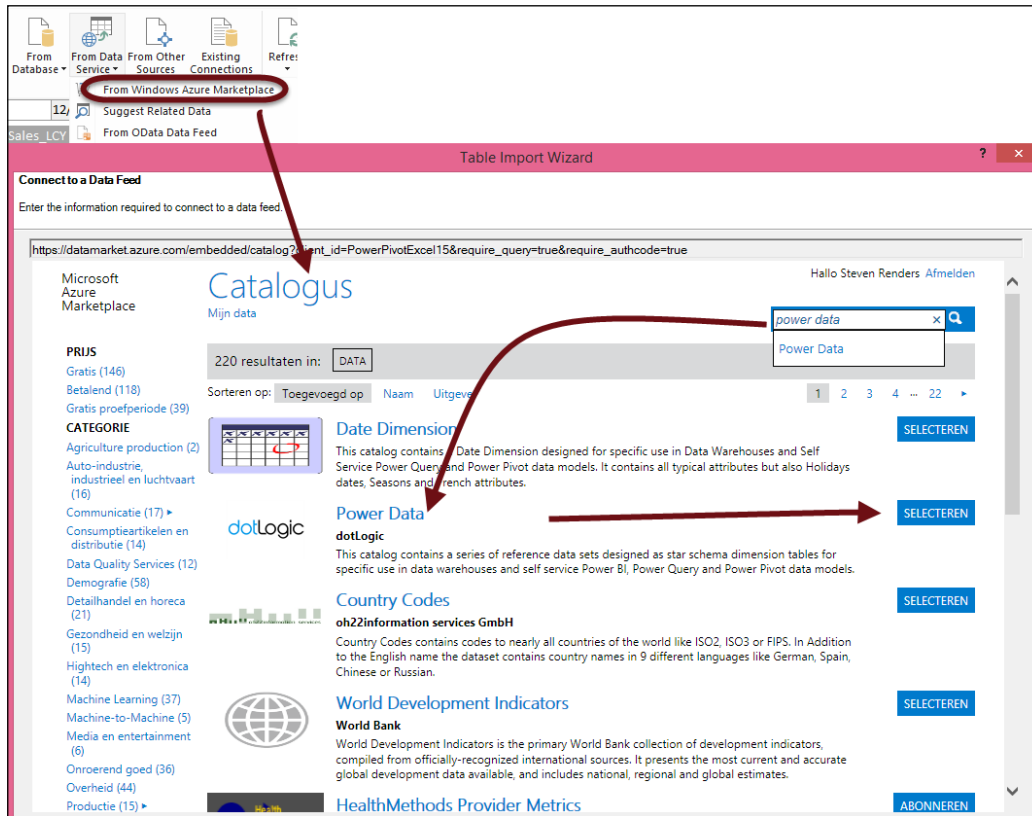 From
Database
From Data
Service
From Other
Sources
Existing
Connections
Refre
From Windows Azure Marketplace
12/
Suggest Related Data
Sales_LCY
From OData Data Feed
Table Import Wizard
?
×
Connect to a Data Feed
Enter the information required to connect to a data feed.
https://datamarket.azure.com/embedded/catalog?client_id=PowerPivotExcel15&require_query=true&require_authcode=true
Microsoft
Azure
Marketplace
Catalogus
Mijn data
Hallo Steven Renders Afmelden
power data ×
Power Data
PRIJS
Gratis (146)
Betalend (118)
Gratis proefperiode (39)
CATEGORIE
Agriculture production (2)
Auto-industrie,
industrieel en luchtvaart
(16)
Communicatie (17)
Consumptieartikelen en
distributie (14)
Data Quality Services (12)
Demografie (58)
Detailhandel en horeca
(21)
Gezondheid en welzijn
(15)
Hightech en elektronica
(14)
Machine Learning (37)
Machine-to-Machine (5)
Media en entertainment
(6)
Onroerend goed (36)
Overheid (44)
Productie (15)
220 resultaten in: DATA
Sorteren op: Toegevoegd op Naam Uitgever
1 2 3 4 ... 22
Date Dimension
SELECTEREN
This catalog contains a Date Dimension designed for specific use in Data Warehouses and Self
Service Power Query and Power Pivot data models. It contains all typical attributes but also Holidays
dates, Seasons and French attributes.
dotLogic
Power Data
SELECTEREN
dotLogic
This catalog contains a series of reference data sets designed as star schema dimension tables for
specific use in data warehouses and self service Power BI, Power Query and Power Pivot data models.
Country Codes
SELECTEREN
oh22information services GmbH
Country Codes contains codes to nearly all countries of the world like ISO2, ISO3 or FIPS. In Addition
to the English name the dataset contains country names in 9 different languages like German, Spain,
Chinese or Russian.
World Development Indicators
SELECTEREN
World Bank
World Development Indicators is the primary World Bank collection of development indicators,
compiled from officially-recognized international sources. It presents the most current and accurate
global development data available, and includes national, regional and global estimates.
Health
HealthMethods Provider Metrics
ABONNEREN